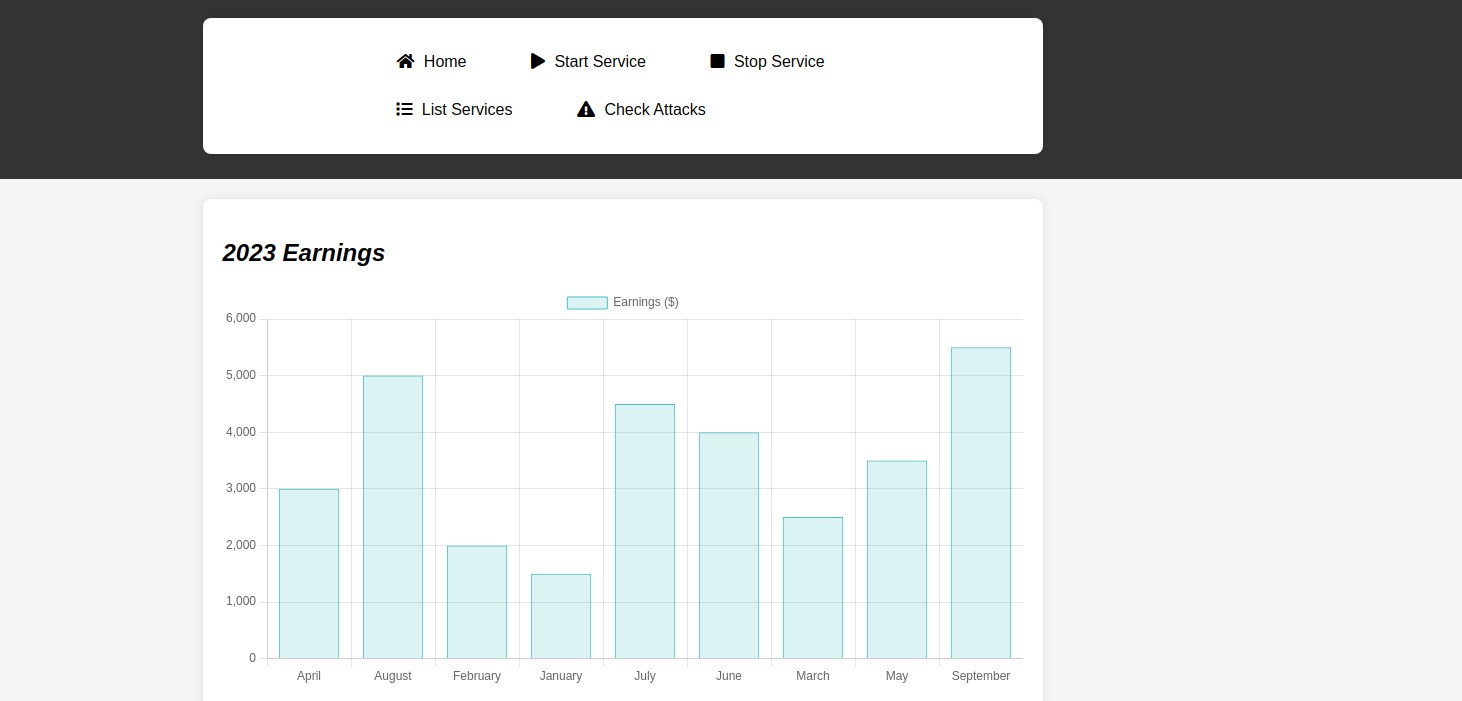 Home Start Service Stop Service
List Services Check Attacks
2023 Earnings
Earnings ($)
6,000
5,000
4,000
3,000
2,000
1,000
0
April August February January July June March May September